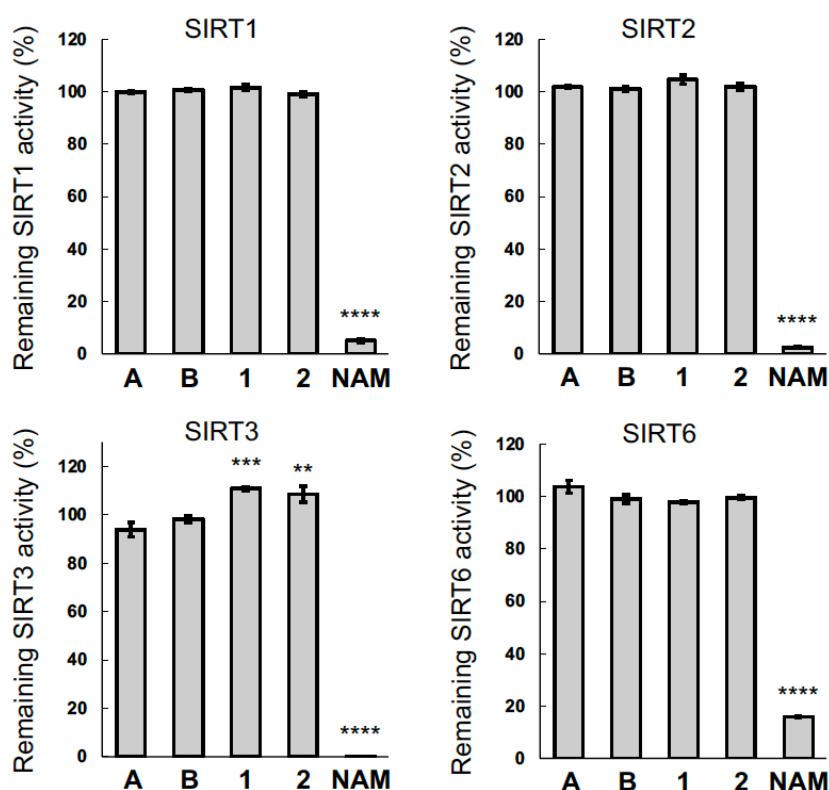 SIRT1
Remaining SIRT1 activity (%)
120
100
80
60
40
20
0
****
A B 1 2 NAM
SIRT2
Remaining SIRT2 activity (%)
120
100
80
60
40
20
0
****
A B 1 2 NAM
SIRT3
Remaining SIRT3 activity (%)
120
100
80
60
40
20
0
*** **
****
A B 1 2 NAM
SIRT6
Remaining SIRT6 activity (%)
120
100
80
60
40
20
0
****
A B 1 2 NAM